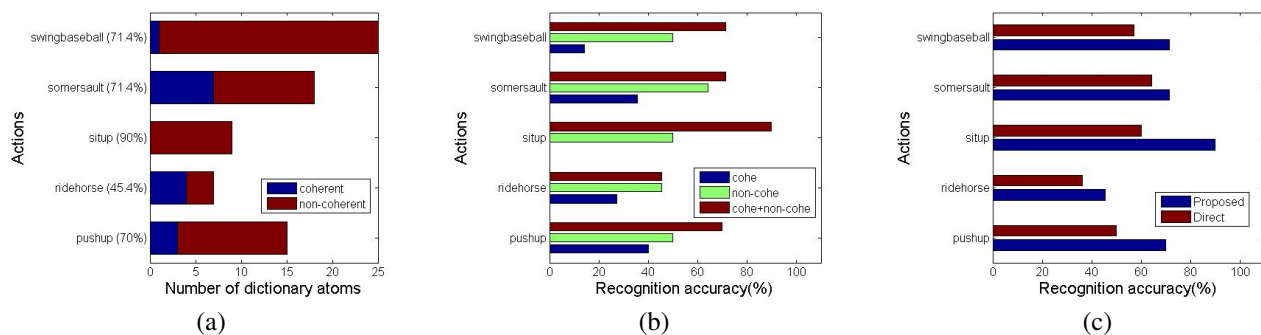 Actions
swingbaseball (71.4%)
somersault (71.4%)
situp (90%)
ridehorse (45.4%)
pushup (70%)
coherent
non-coherent
0 5 10 15 20 25
Number of dictionary atoms
(a)
Actions
swingbaseball
somersault
situp
ridehorse
pushup
cohe
non-cohe
cohe+non-cohe
0 20 40 60 80 100
Recognition accuracy(%)
(b)
Actions
swingbaseball
somersault
situp
ridehorse
pushup
Proposed
Direct
0 20 40 60 80 100
Recognition accuracy(%)
(c)